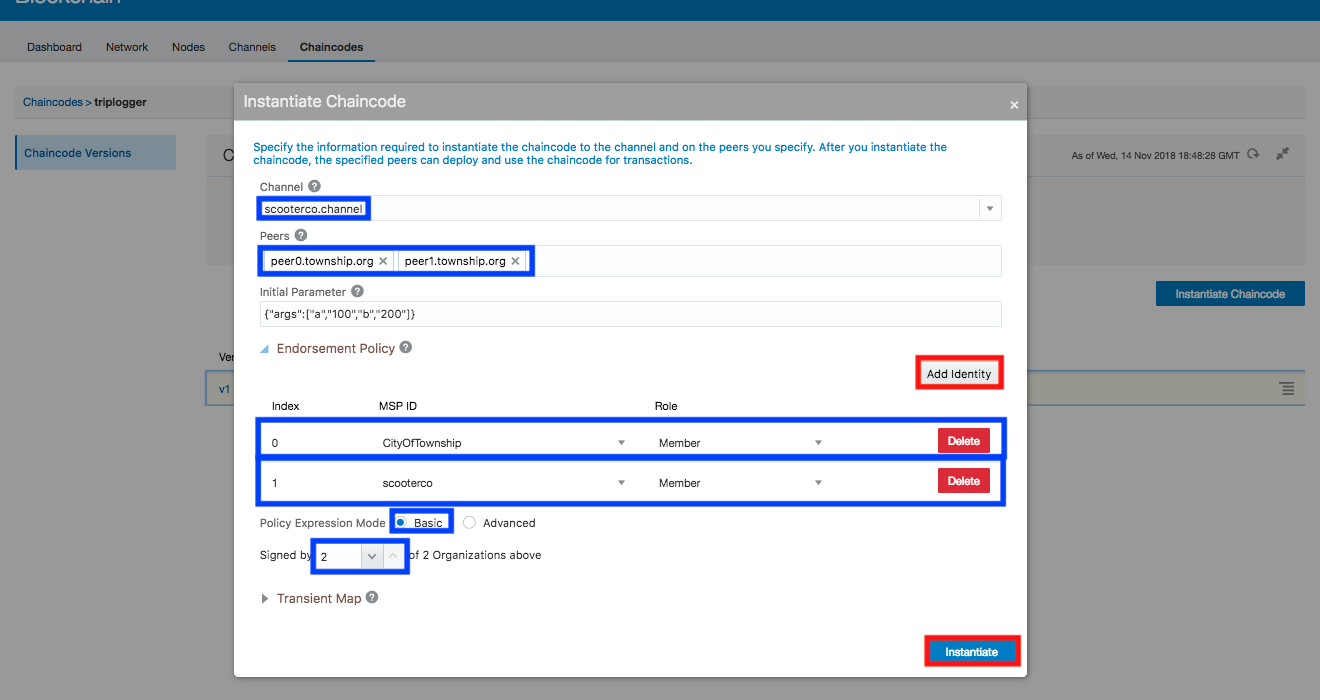 Blockchain
Dashboard Network Nodes Channels Chaincodes
Chaincodes > triplogger
Instantiate Chaincode
×
Chaincode Versions
C
As of Wed, 14 Nov 2018 18:48:28 GMT
Specify the information required to instantiate the chaincode to the channel and on the peers you specify. After you instantiate the
chaincode, the specified peers can deploy and use the chaincode for transactions.
Channel ?
scooterco.channel
Peers ?
peer0.township.org × peer1.township.org ×
Initial Parameter ?
Instantiate Chaincode
{"args":["a","100","b","200"]}
Endorsement Policy ?
Ver
Add Identity
v1
Index MSP ID Role
0 CityOfTownship Member Delete
1 scooterco Member Delete
Policy Expression Mode Basic Advanced
Signed by 2 of 2 Organizations above
Transient Map ?
Instantiate